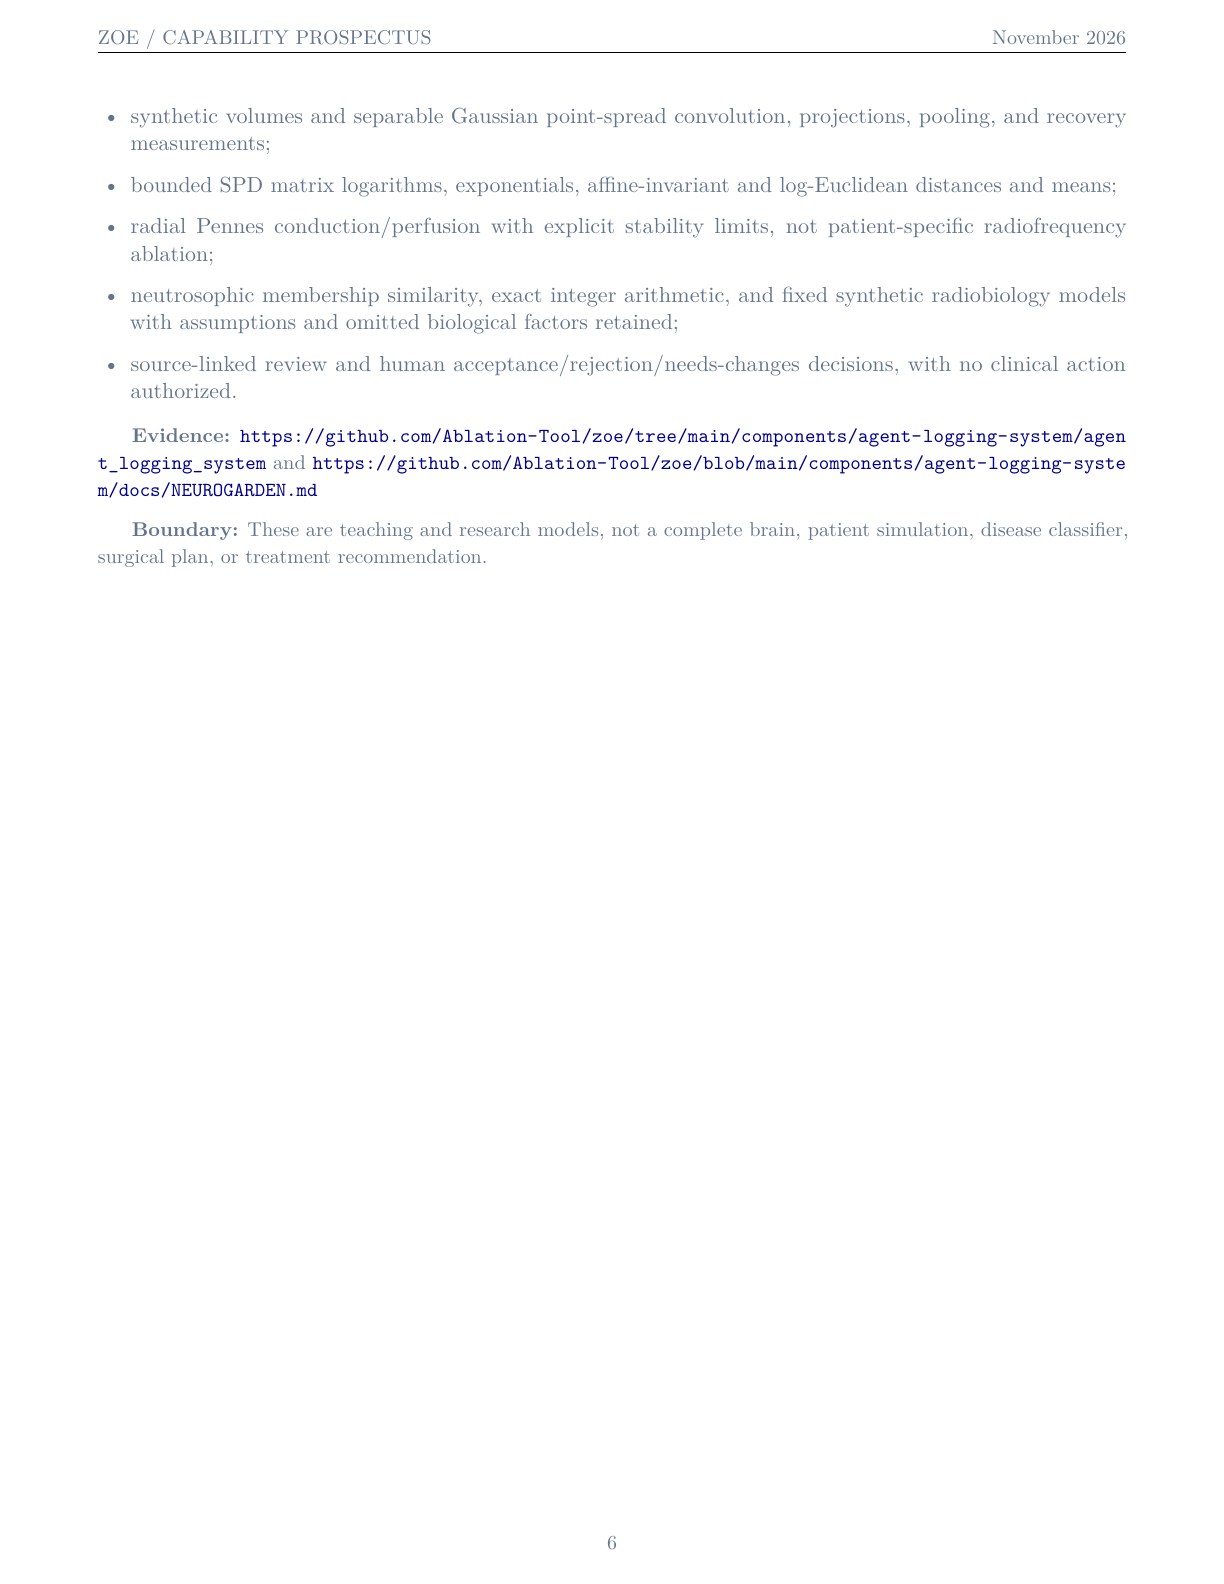 ZOE / CAPABILITY PROSPECTUS November 2026
• synthetic volumes and separable Gaussian point-spread convolution, projections, pooling, and recovery
measurements;
• bounded SPD matrix logarithms, exponentials, affine-invariant and log-Euclidean distances and means;
• radial Pennes conduction/perfusion with explicit stability limits, not patient-specific radiofrequency
ablation;
• neutrosophic membership similarity, exact integer arithmetic, and fixed synthetic radiobiology models
with assumptions and omitted biological factors retained;
• source-linked review and human acceptance/rejection/needs-changes decisions, with no clinical action
authorized.
Evidence: https://github.com/Ablation-Tool/zoe/tree/main/components/agent-logging-system/agen
t_logging_system and https://github.com/Ablation-Tool/zoe/blob/main/components/agent-logging-syste
m/docs/NEUROGARDEN.md
Boundary: These are teaching and research models, not a complete brain, patient simulation, disease classifier,
surgical plan, or treatment recommendation.
6